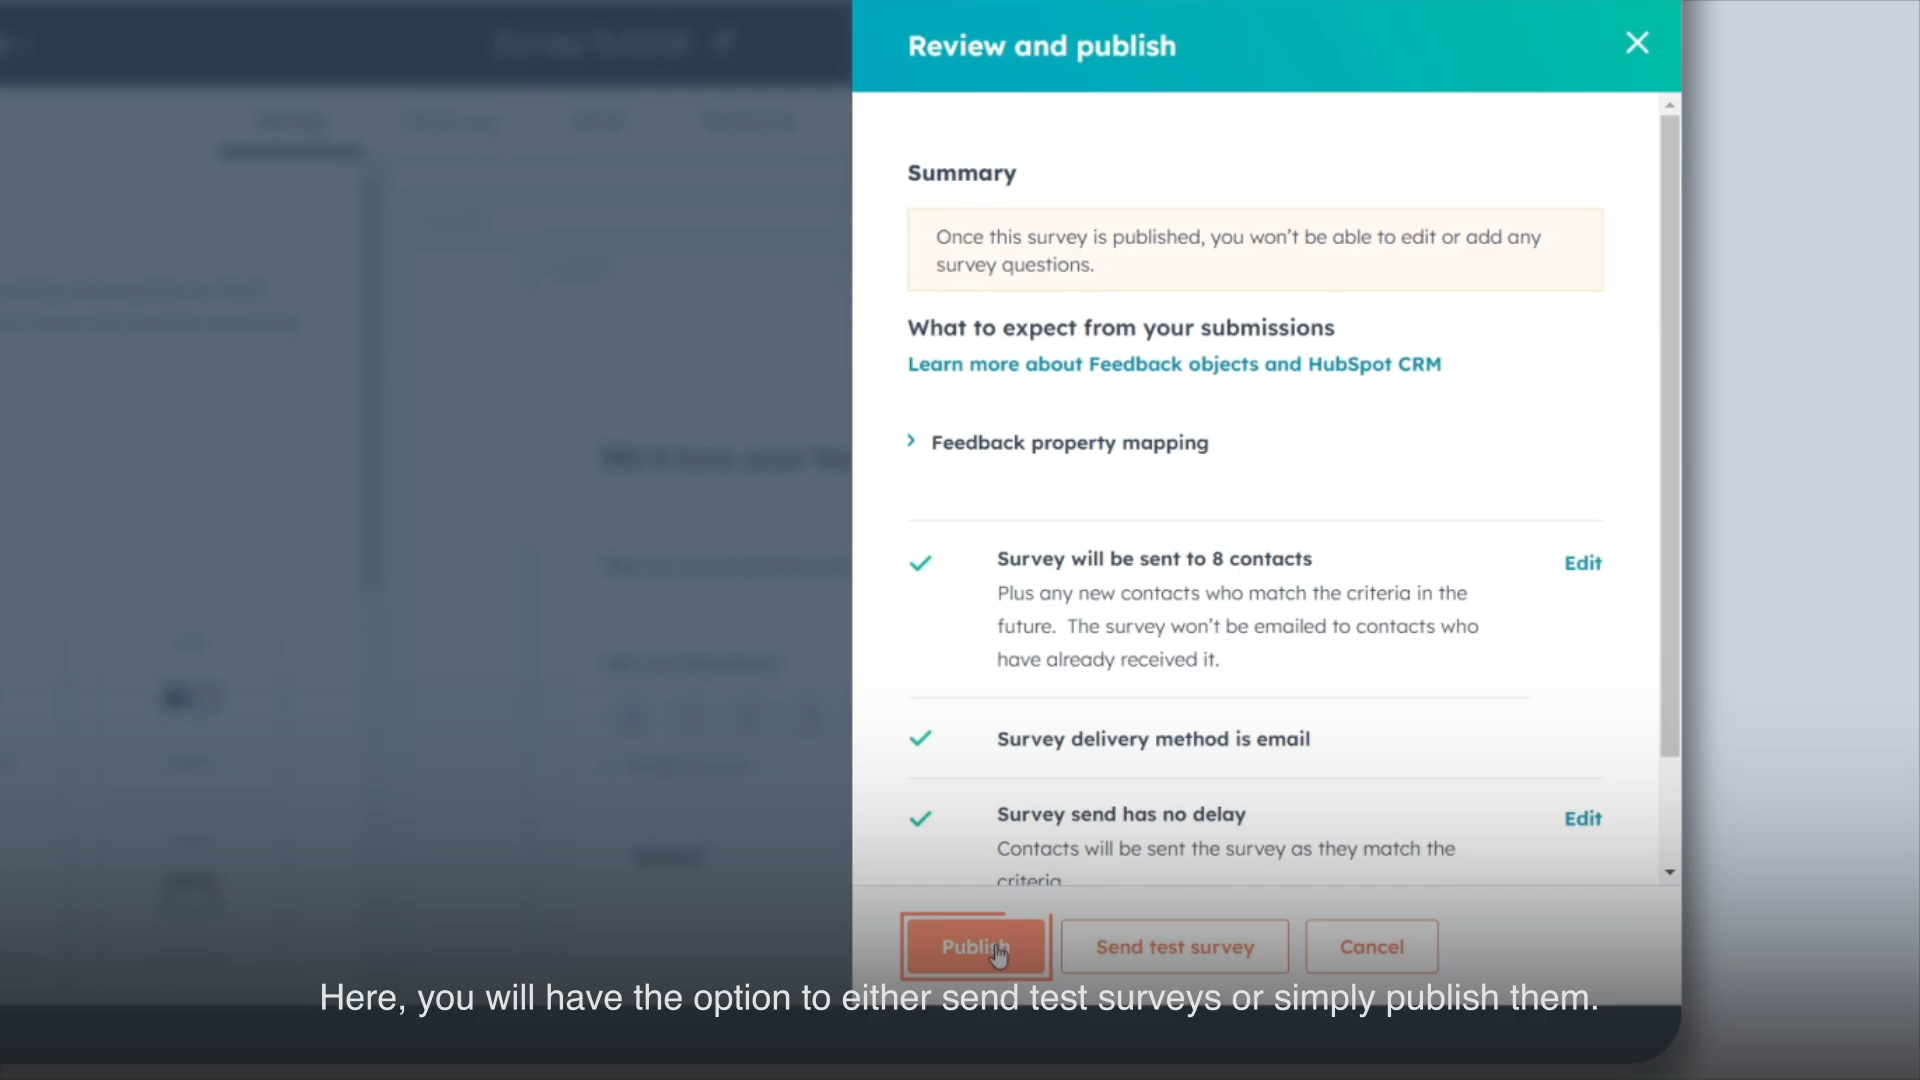 Review and publish
Summary
Once this survey is published, you won't be able to edit or add any
survey questions.
What to expect from your submissions
Learn more about Feedback objects and HubSpot CRM
Feedback property mapping
Survey will be sent to 8 contacts
Edit
Plus any new contacts who match the criteria in the
future. The survey won't be emailed to contacts who
have already received it.
Survey delivery method is email
Survey send has no delay
Edit
Contacts will be sent the survey as they match the
criteria
Publish
Send test survey
Cancel
Here, you will have the option to either send test surveys or simply publish them.